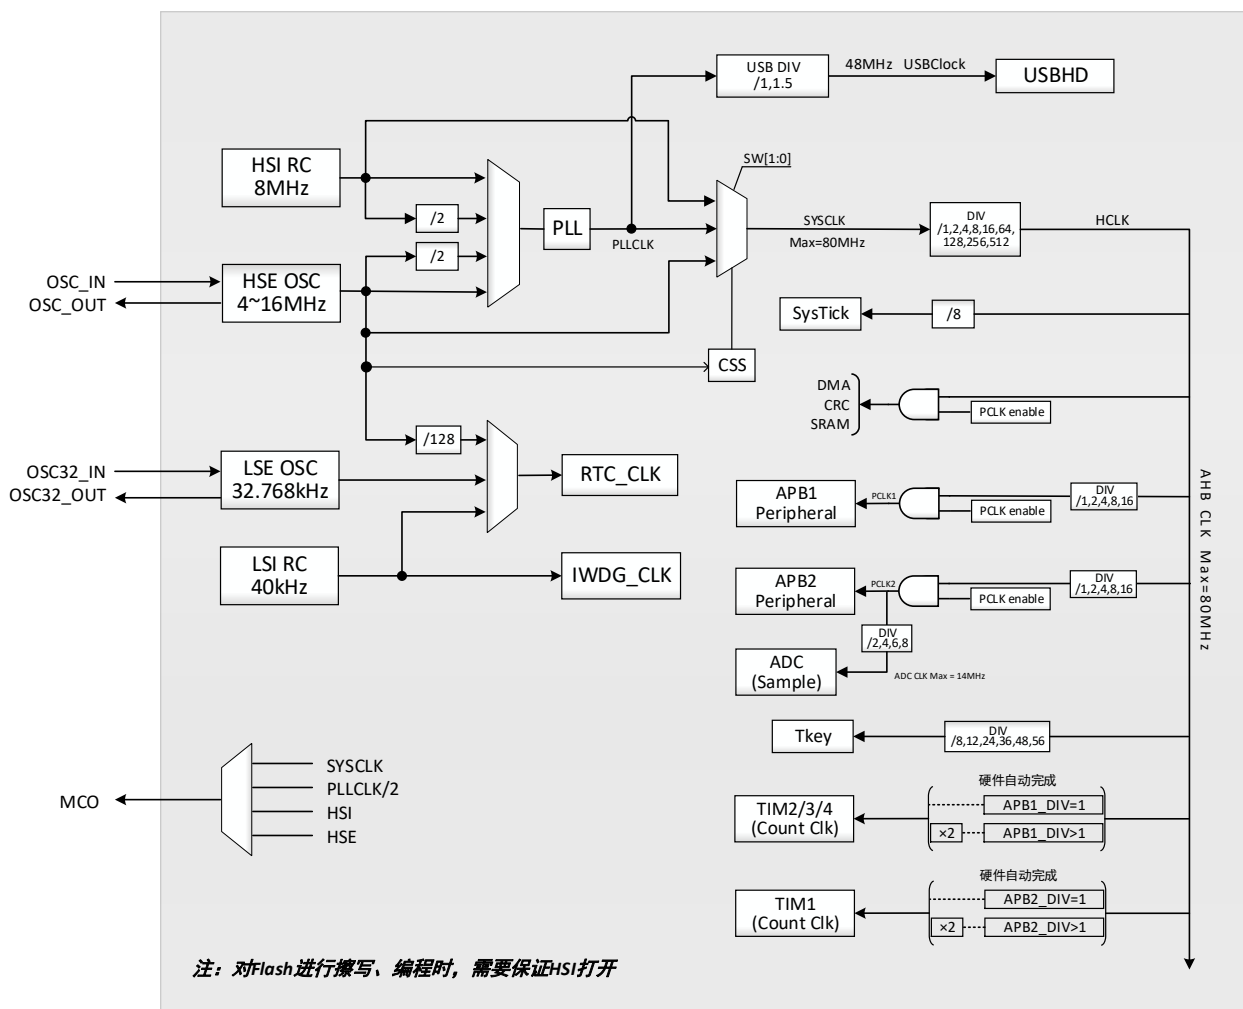 USB DIV
/1,1.5
48MHz USBClock
USBHD
HSI RC
8MHz
SW[1:0]
/2
PLL
PLLCLK
SYSCLK
Max=80MHz
DIV
/1,2,4,8,16,64,
128,256,512
HCLK
/2
OSC_IN
OSC_OUT
HSE OSC
4~16MHz
SysTick
/8
CSS
DMA
CRC
SRAM
PCLK enable
/128
OSC32_IN
OSC32_OUT
LSE OSC
32.768kHz
RTC_CLK
APB1
Peripheral
PCLK1
PCLK enable
DIV
/1,2,4,8,16
AHB CLK Max=80MHz
LSI RC
40kHz
IWDG_CLK
APB2
Peripheral
PCLK2
PCLK enable
DIV
/1,2,4,8,16
DIV
/2,4,6,8
ADC
(Sample)
ADC CLK Max = 14MHz
Tkey
DIV
/8,12,24,36,48,56
MCO
SYSCLK
PLLCLK/2
HSI
HSE
硬件自动完成
TIM2/3/4
(Count Clk)
APB1_DIV=1
×2
APB1_DIV>1
硬件自动完成
TIM1
(Count Clk)
APB2_DIV=1
×2
APB2_DIV>1
注：对Flash进行擦写、编程时，需要保证HSI打开